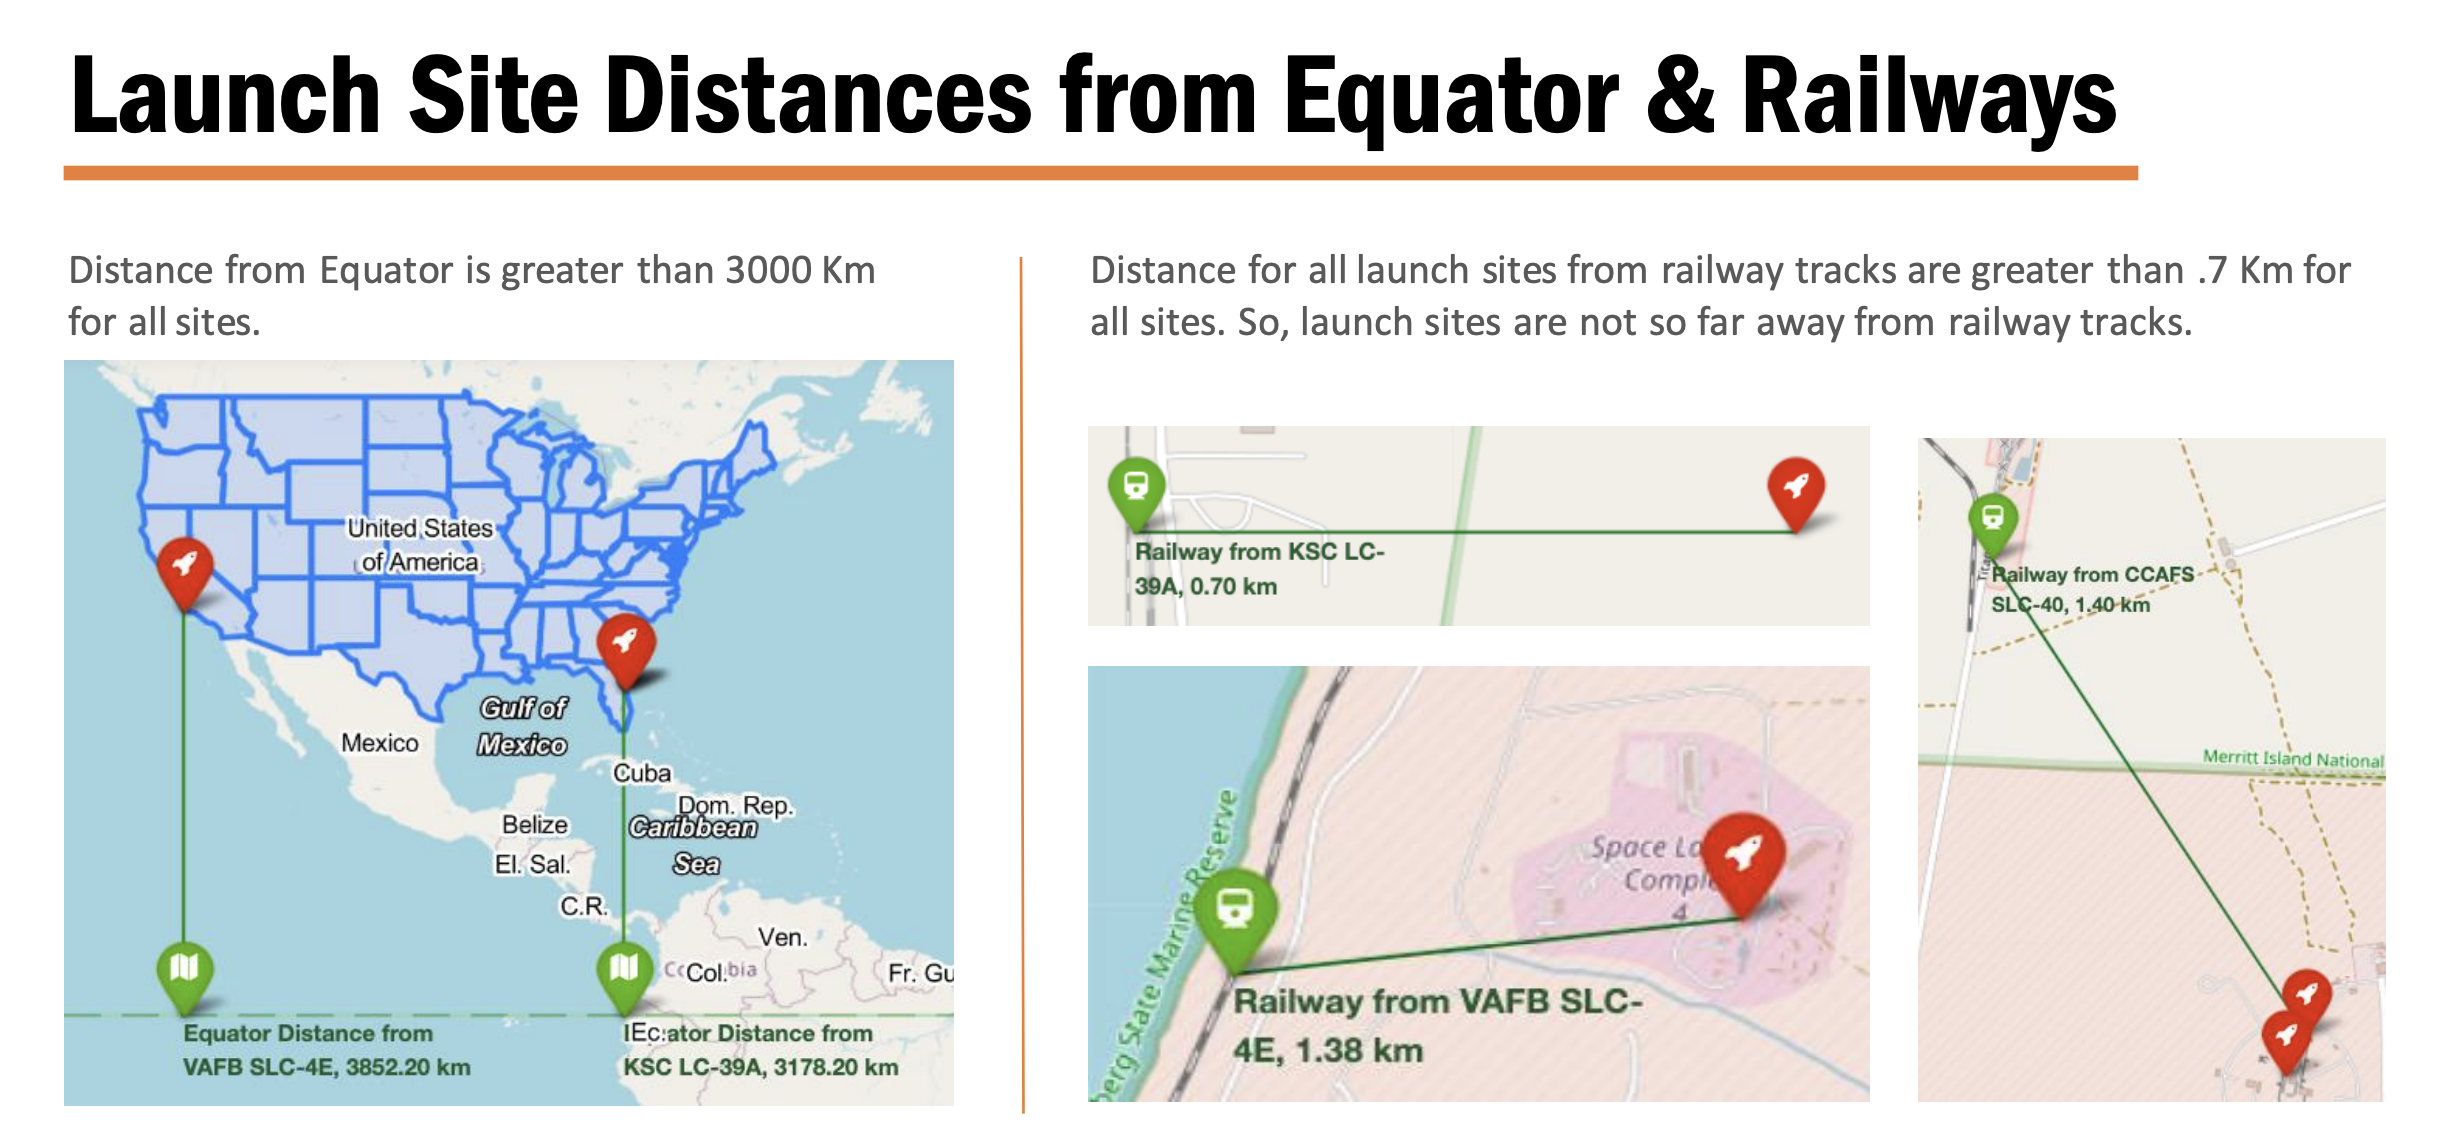 Launch Site Distances from Equator & Railways
Distance from Equator is greater than 3000 Km
for all sites.
United States
of America
Gulf of
Mexico
Mexico
Cuba
Dom. Rep.
Belize
Caribbean
Sea
El. Sal.
C.R.
Ven.
Col.
Fr. Gu
Equator Distance from
VAFB SLC-4E, 3852.20 km
Distance from
KSC LC-39A, 3178.20 km
Distance for all launch sites from railway tracks are greater than .7 Km for
all sites. So, launch sites are not so far away from railway tracks.
Railway from KSC LC-
39A, 0.70 km
berg State Marine Reserve
Space
Compl
4
Railway from VAFB SLC-
4E, 1.38 km
Railway from CCAFS
SLC-40, 1.40 km
Merritt Island National